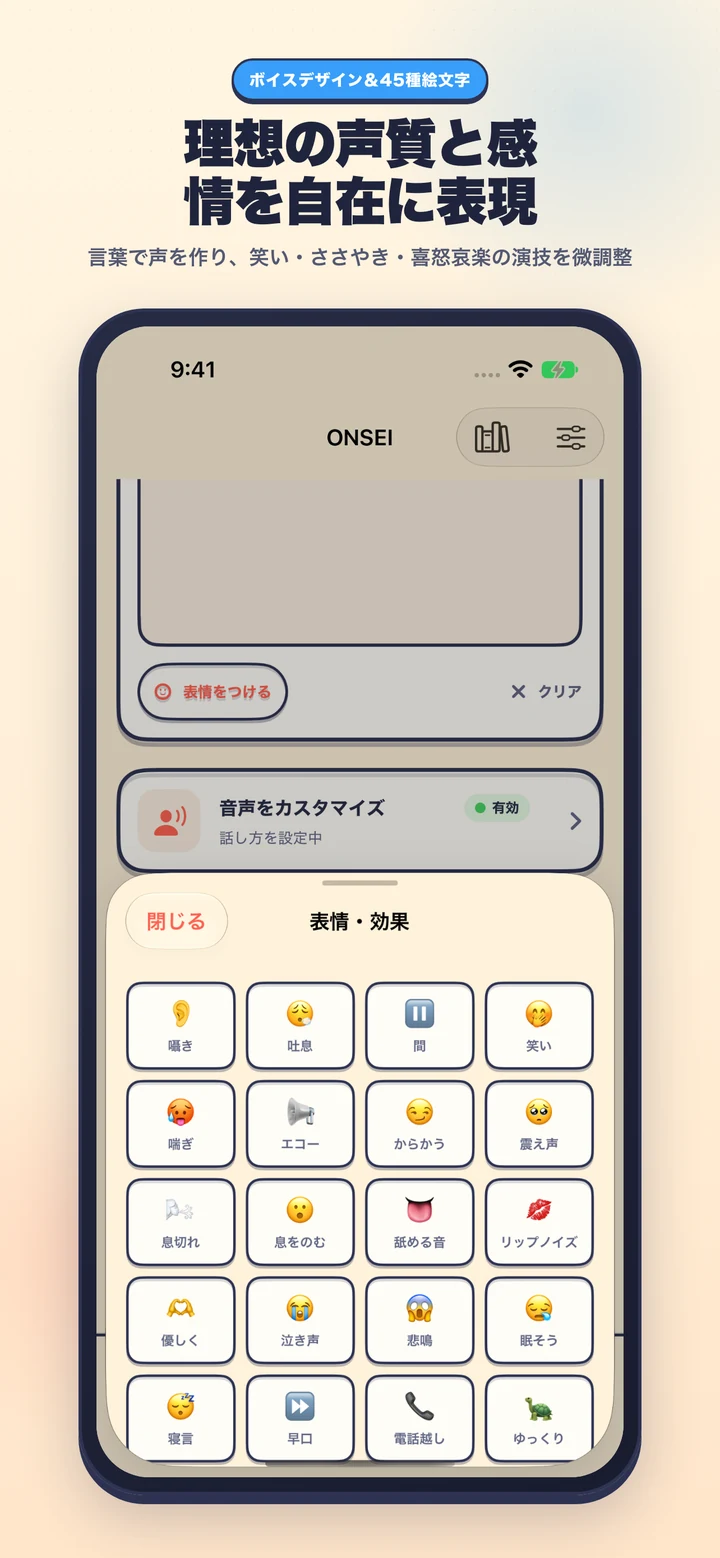 ボイスデザイン&45種絵文字
理想の声質と感
情を自在に表現
言葉で声を作り、笑い・ささやき・喜怒哀楽の演技を微調整
9:41
ONSEI
表情をつける
クリア
音声をカスタマイズ
有効
話し方を設定中
閉じる
表情・効果
囁き
吐息
間
笑い
喘ぎ
エコー
からかう
震え声
息切れ
息をのむ
舐める音
リップノイズ
優しく
泣き声
悲鳴
眠そう
寝言
早口
電話越し
ゆっくり